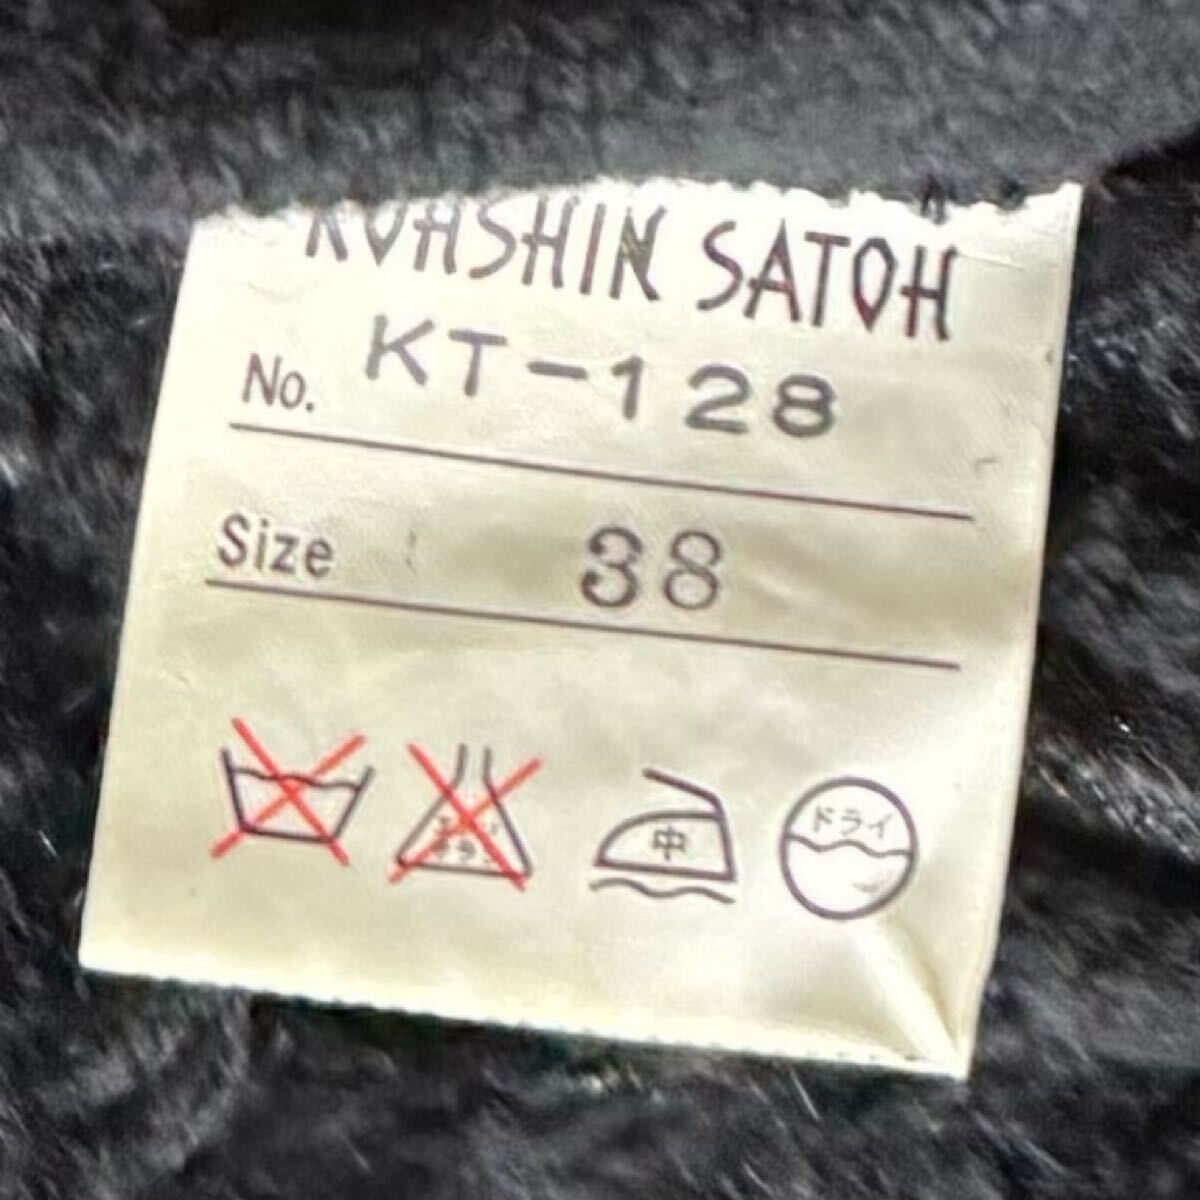 KOHSHIN SATOH
No. KT-128
Size 38
中
ドライ